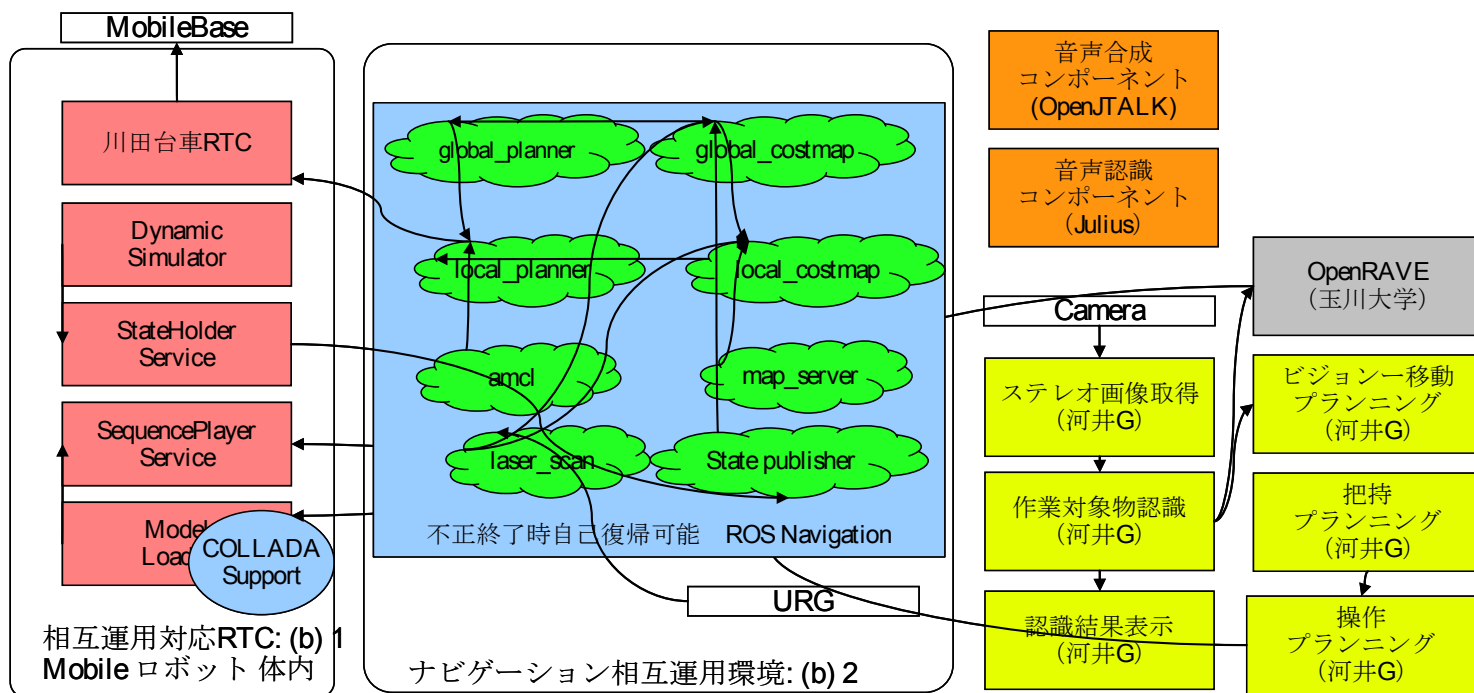 MobileBase
川田台車RTC
Dynamic
Simulator
StateHolder
Service
SequencePlayer
Service
Model
Load
COLLADA
Support
相互運用対応RTC: (b) 1
Mobile ロボット 体内
global_planner
global_costmap
local_planner
local_costmap
amcl
map_server
laser_scan
State publisher
不正終了時自己復帰可能
ROS Navigation
URG
ナビゲーション相互運用環境: (b) 2
音声合成
コンポーネント
(OpenJTALK)
音声認識
コンポーネント
（Julius）
Camera
ステレオ画像取得
(河井G)
作業対象物認識
(河井G)
認識結果表示
(河井G)
OpenRAVE
（玉川大学）
ビジョンー移動
プランニング
(河井G)
把持
プランニング
(河井G)
操作
プランニング
(河井G)